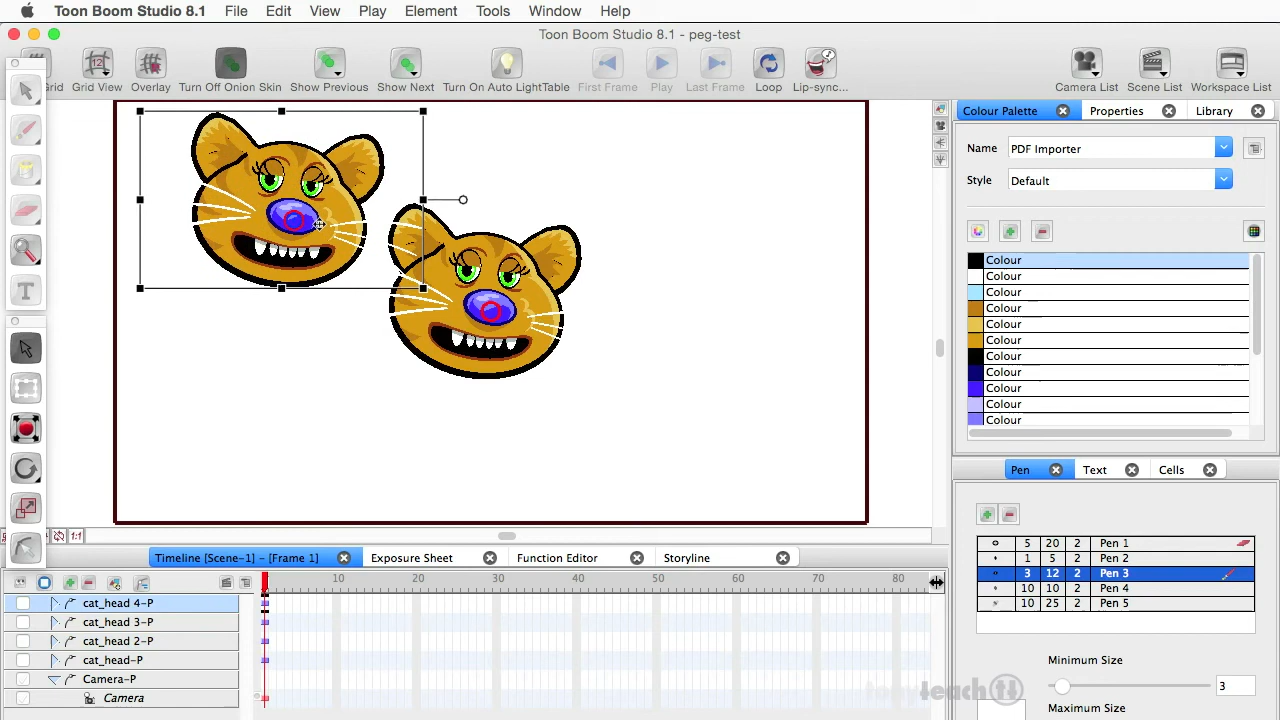 Toon Boom Studio 8.1 File Edit View Play Element Tools Window Help
Toon Boom Studio 8.1 - peg-test
Grid Grid View Overlay Turn Off Onion Skin Show Previous Show Next Turn On Auto LightTable First Frame Play Last Frame Loop Lip-sync... Camera List Scene List Workspace List
12
Colour Palette Properties Library
Name PDF Importer
Style Default
Colour
Colour
Colour
Colour
Colour
Colour
Colour
Colour
Colour
Colour
Colour
T
Pen Text Cells
5 20 2 Pen 1
1 5 2 Pen 2
3 12 2 Pen 3
10 10 2 Pen 4
10 25 2 Pen 5
Minimum Size
3
Maximum Size
1:1
Timeline [Scene-1] – [Frame 1] Exposure Sheet Function Editor Storyline
10 20 30 40 50 60 70 80
cat_head 4-P
cat_head 3-P
cat_head 2-P
cat_head-P
Camera-P
Camera
tonyteach